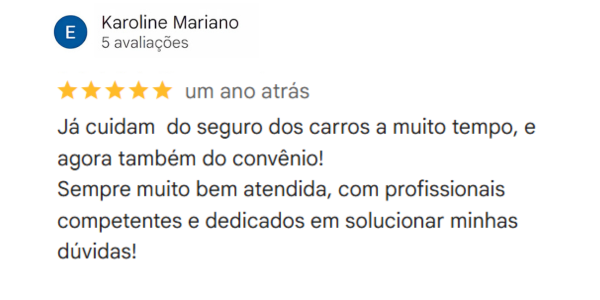 E
Karoline Mariano
5 avaliações
um ano atrás
Já cuidam  do seguro dos carros a muito tempo, e
agora também do convênio!
Sempre muito bem atendida, com profissionais
competentes e dedicados em solucionar minhas
dúvidas!